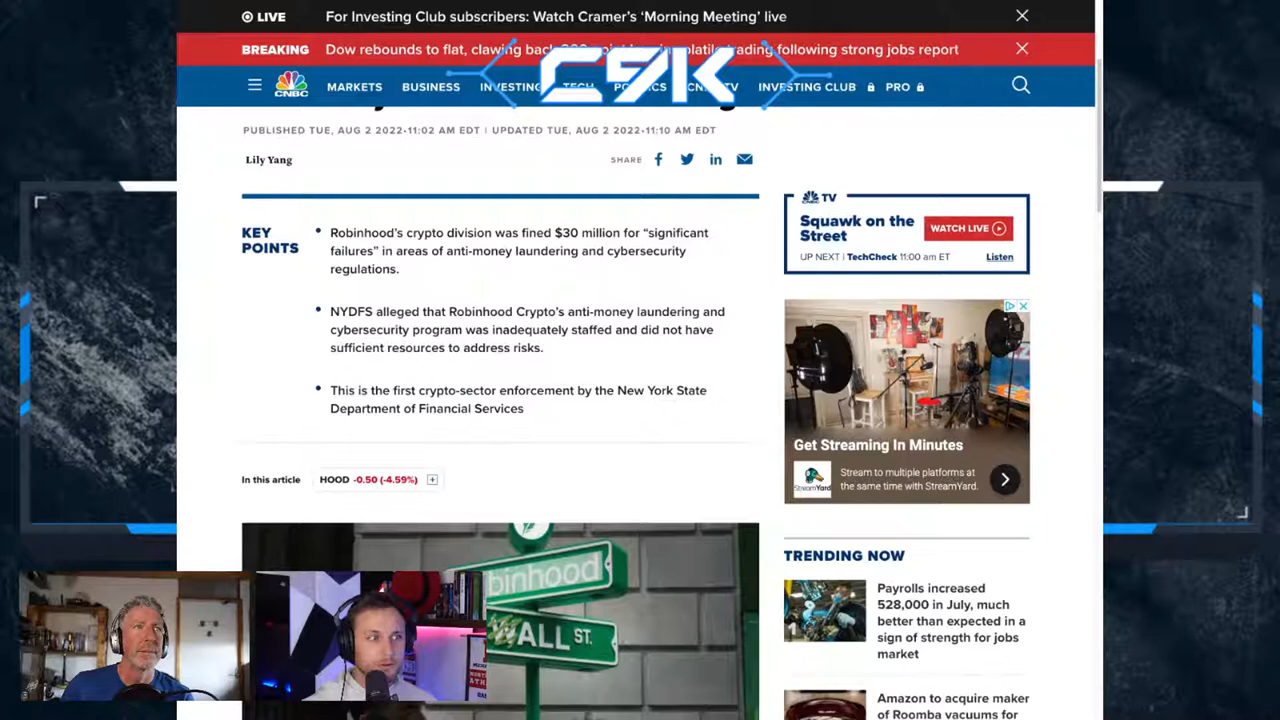 LIVE
For Investing Club subscribers: Watch Cramer's 'Morning Meeting' live
BREAKING
Dow rebounds to flat, clawing back trading following strong jobs report
C9K
CNBC
MARKETS
BUSINESS
INVESTING
TECH
TV
INVESTING CLUB
PRO
PUBLISHED TUE, AUG 2 2022•11:02 AM EDT | UPDATED TUE, AUG 2 2022•11:10 AM EDT
Lily Yang
SHARE
KEY
POINTS
Robinhood's crypto division was fined $30 million for “significant
failures” in areas of anti-money laundering and cybersecurity
regulations.
NYDFS alleged that Robinhood Crypto's anti-money laundering and
cybersecurity program was inadequately staffed and did not have
sufficient resources to address risks.
This is the first crypto-sector enforcement by the New York State
Department of Financial Services
In this article
HOOD -0.50 (-4.59%)
binhood
WALL ST.
TV
Squawk on the
Street
WATCH LIVE
UP NEXT | TechCheck 11:00 am ET
Listen
Get Streaming In Minutes
StreamYard
Stream to multiple platforms at
the same time with StreamYard.
TRENDING NOW
1
Payrolls increased
528,000 in July, much
better than expected in a
sign of strength for jobs
market
Amazon to acquire maker
of Roomba vacuums for